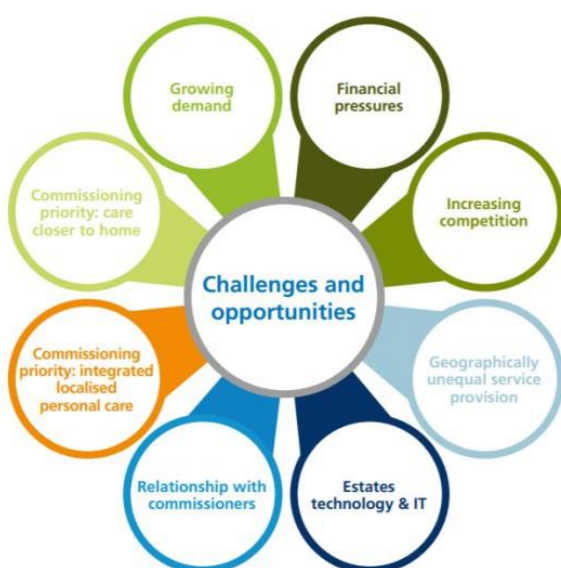 Growing
demand
Financial
pressures
Commissioning
priority: care
closer to home
Increasing
competition
Challenges and
opportunities
Commissioning
priority: integrated
localised
personal care
Geographically
unequal service
provision
Relationship with
commissioners
Estates
technology & IT